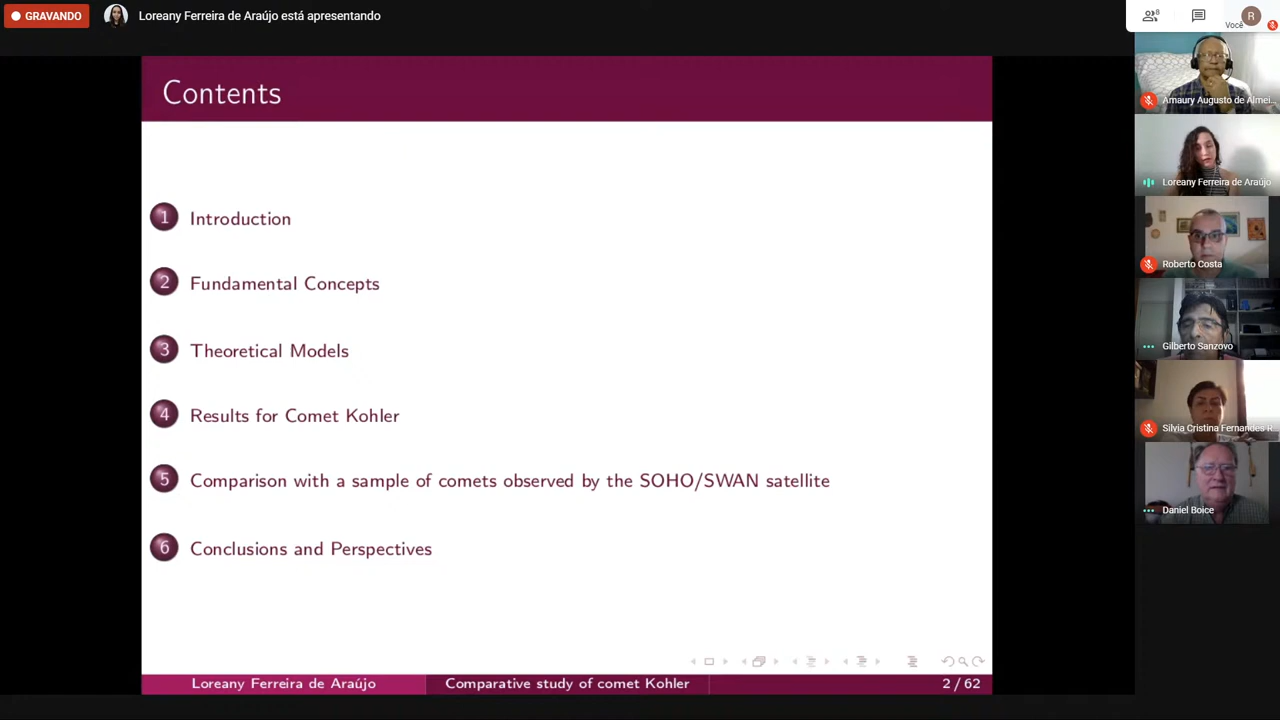 GRAVANDO
Loreany Ferreira de Araújo está apresentando
8
Você
R
Contents
1 Introduction
2 Fundamental Concepts
3 Theoretical Models
4 Results for Comet Kohler
5 Comparison with a sample of comets observed by the SOHO/SWAN satellite
6 Conclusions and Perspectives
Loreany Ferreira de Araújo
Comparative study of comet Kohler
2 / 62
Amaury Augusto de Almei...
Loreany Ferreira de Araújo
Roberto Costa
Gilberto Sanzovo
Silvia Cristina Fernandes R...
Daniel Boice